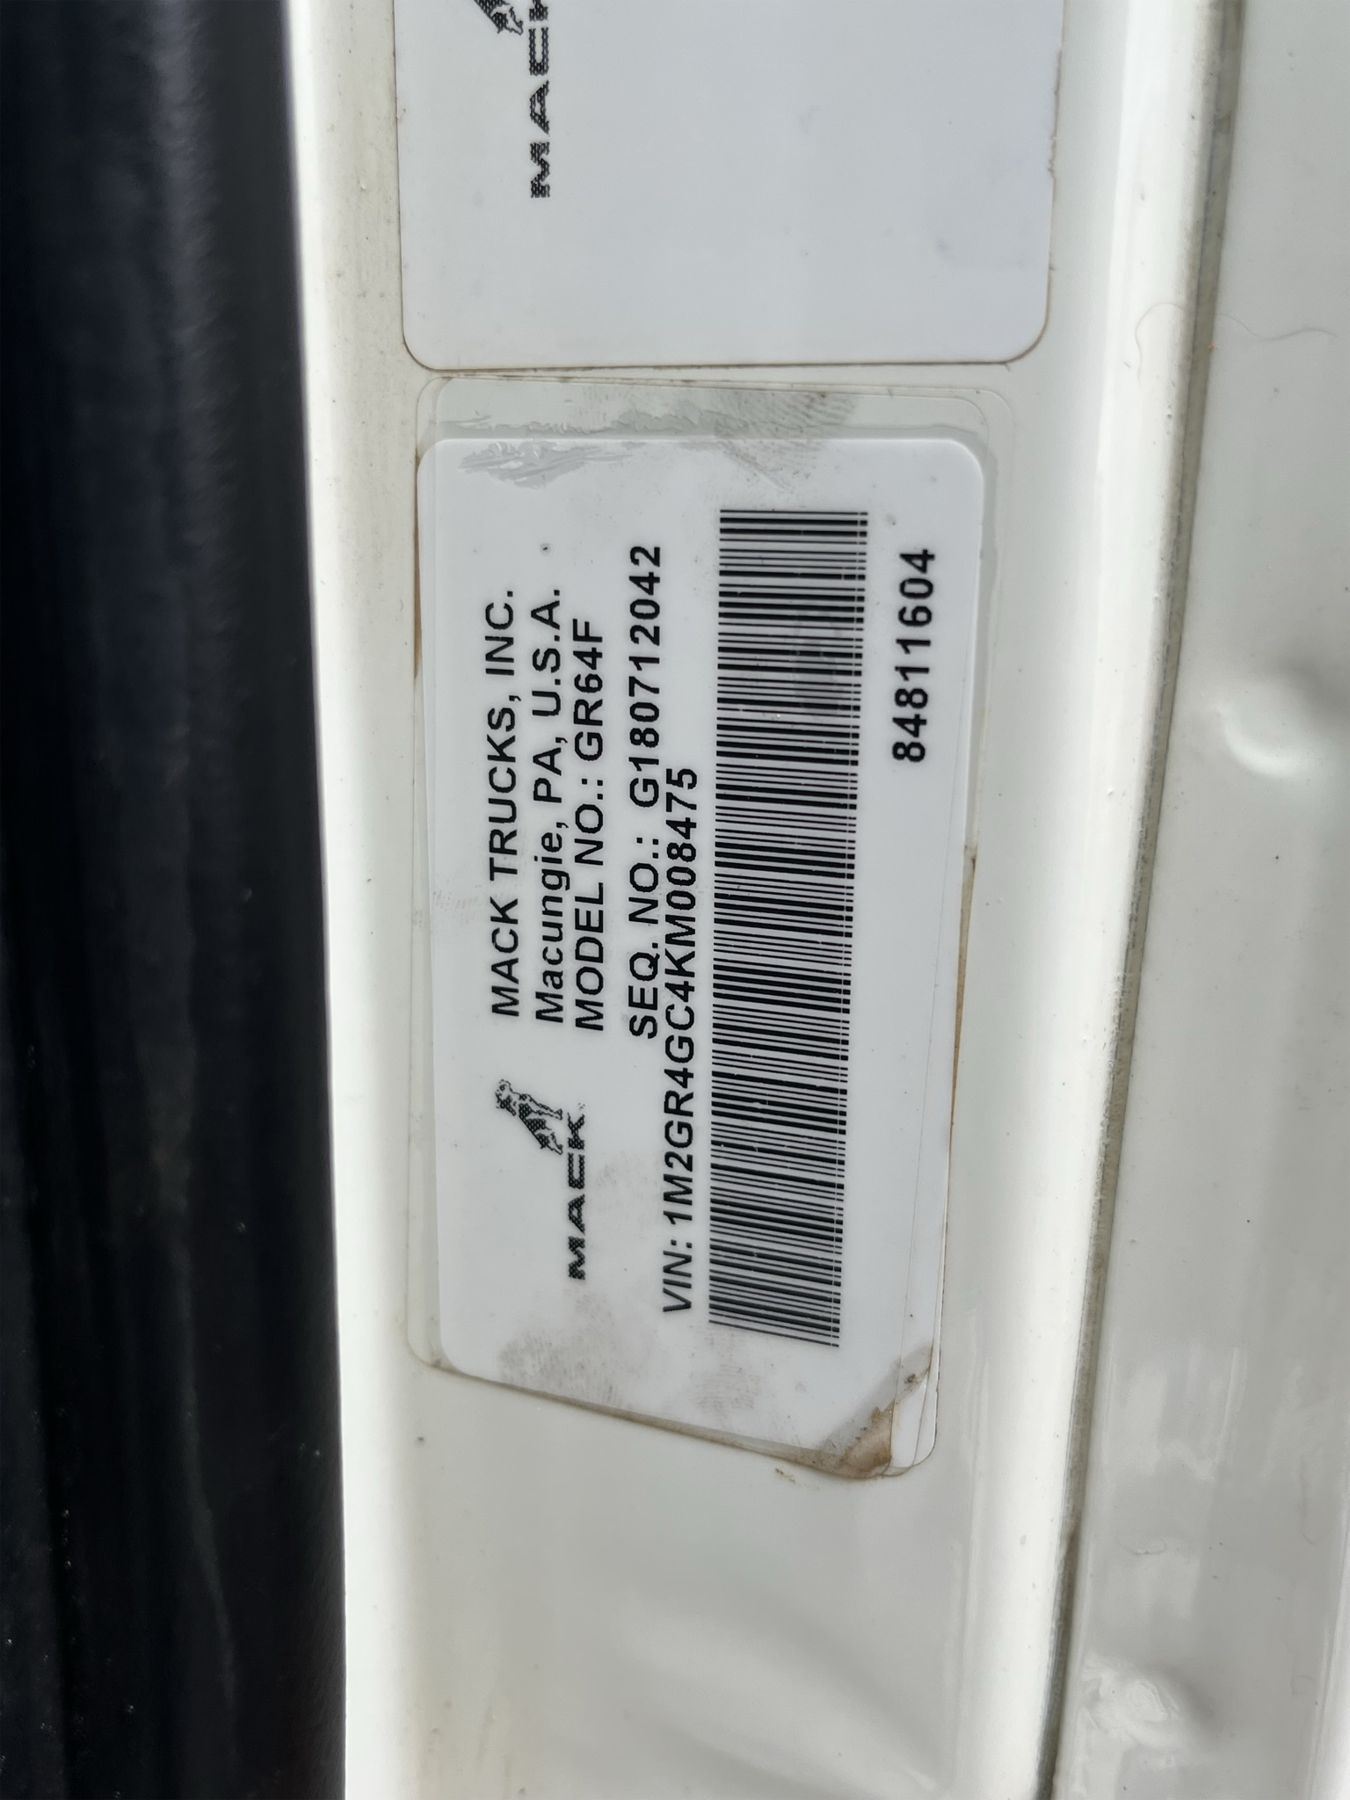 MACK
MACK
MACK TRUCKS, INC.
Macungie, PA, U.S.A.
MODEL NO.: GR64F
SEQ. NO.: G180712042
VIN: 1M2GR4GC4KM008475
84811604